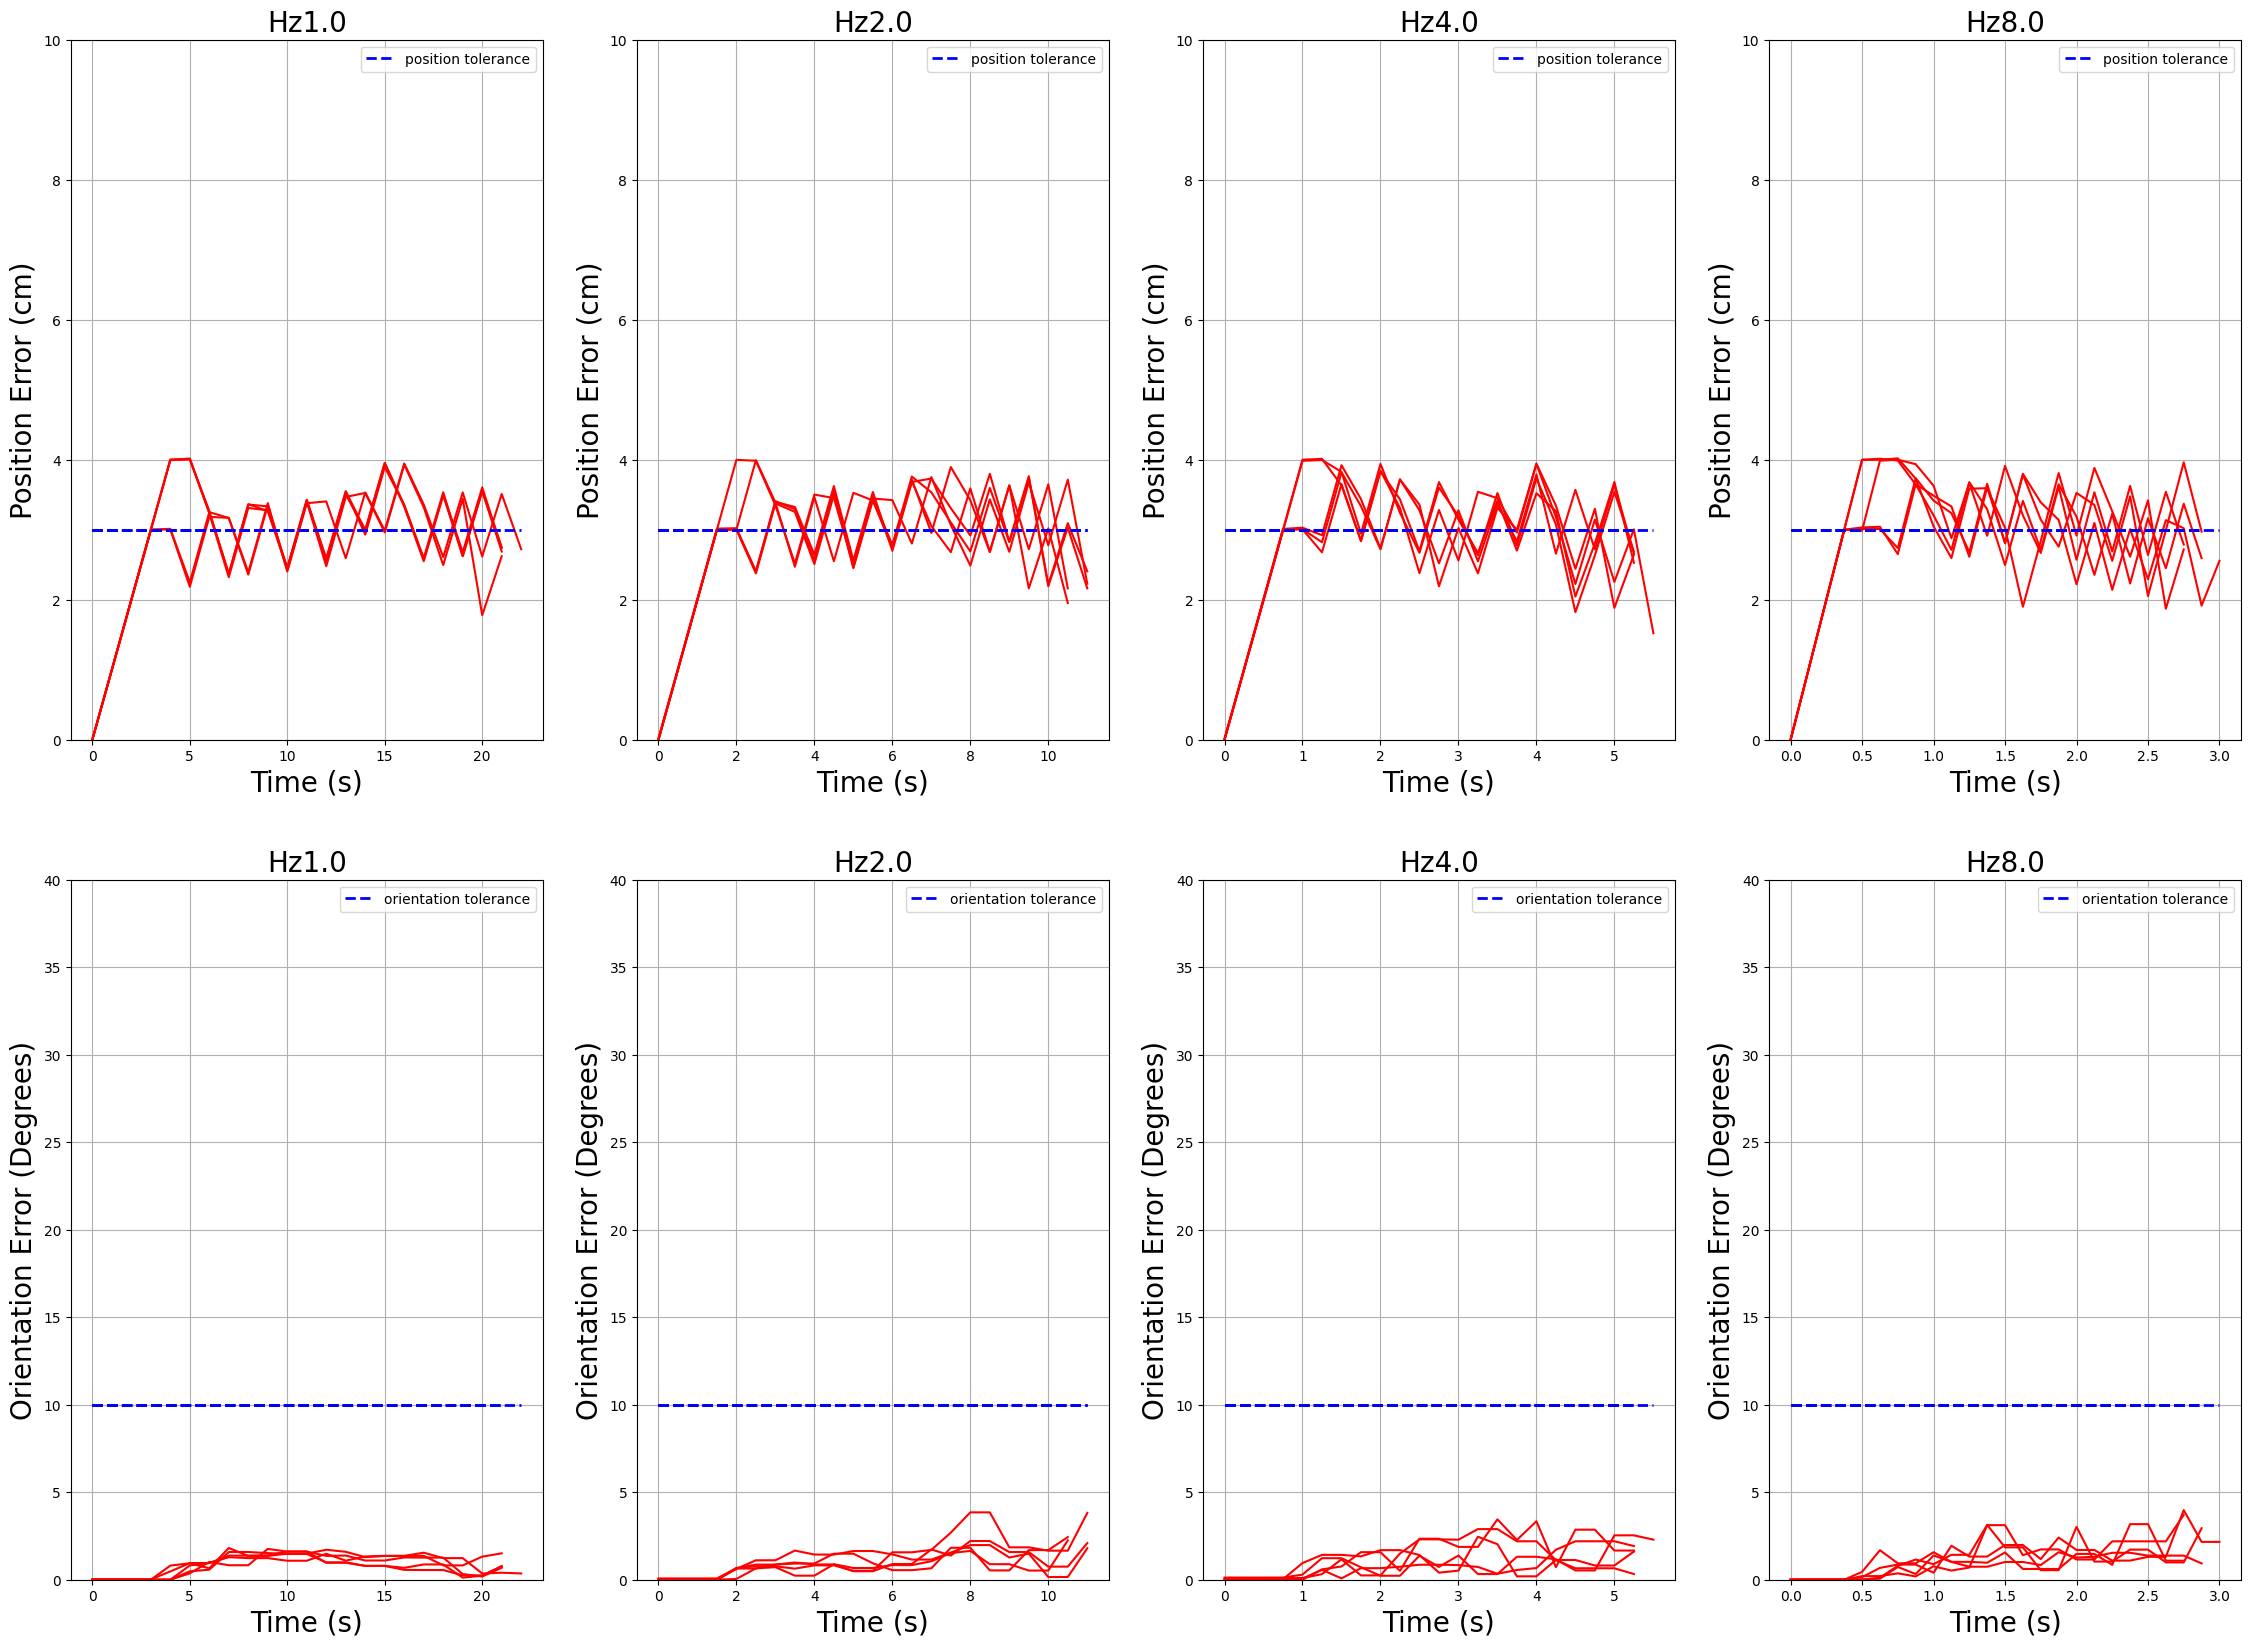 Hz1.0
Hz2.0
Hz4.0
Hz8.0
position tolerance
position tolerance
position tolerance
position tolerance
Position Error (cm)
10
8
6
4
2
0
0 5 10 15 20
Time (s)
Position Error (cm)
10
8
6
4
2
0
0 2 4 6 8 10
Time (s)
Position Error (cm)
10
8
6
4
2
0
0 1 2 3 4 5
Time (s)
Position Error (cm)
10
8
6
4
2
0
0.0 0.5 1.0 1.5 2.0 2.5 3.0
Time (s)
Hz1.0
Hz2.0
Hz4.0
Hz8.0
orientation tolerance
orientation tolerance
orientation tolerance
orientation tolerance
Orientation Error (Degrees)
40
35
30
25
20
15
10
5
0
0 5 10 15 20
Time (s)
Orientation Error (Degrees)
40
35
30
25
20
15
10
5
0
0 2 4 6 8 10
Time (s)
Orientation Error (Degrees)
40
35
30
25
20
15
10
5
0
0 1 2 3 4 5
Time (s)
Orientation Error (Degrees)
40
35
30
25
20
15
10
5
0
0.0 0.5 1.0 1.5 2.0 2.5 3.0
Time (s)